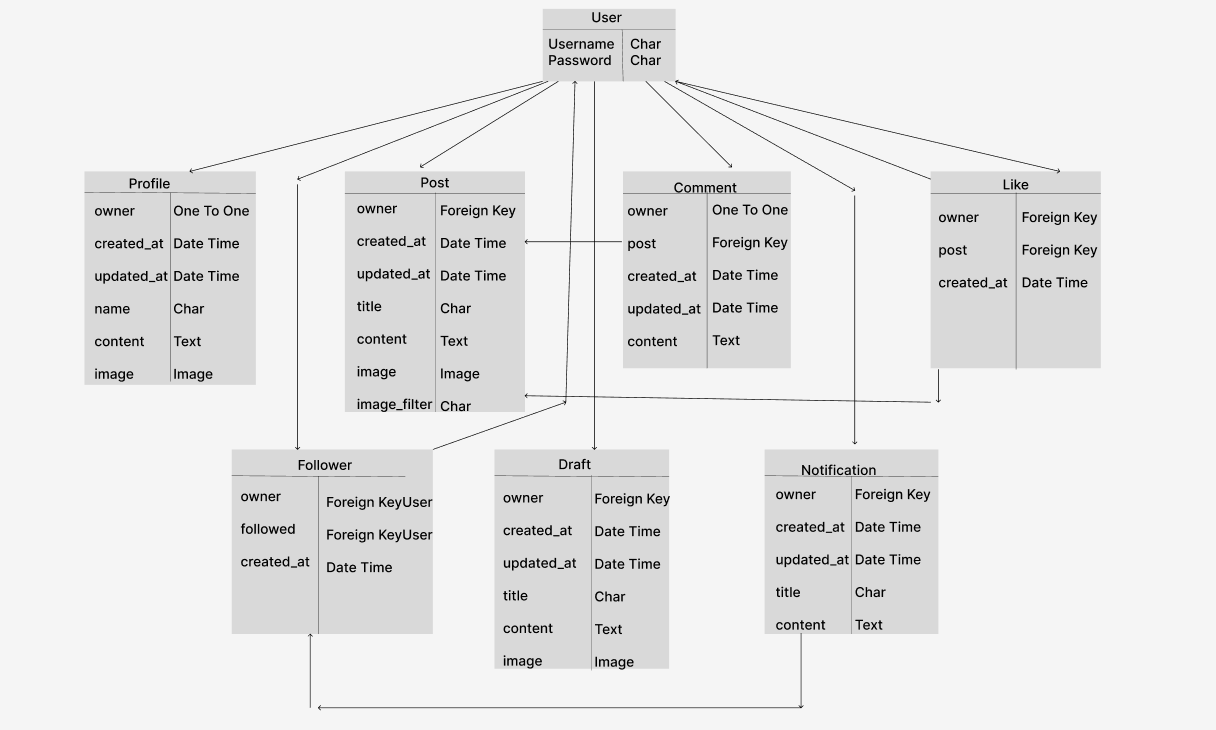 User
Username Char
Password Char
Profile
owner One To One
created_at Date Time
updated_at Date Time
name Char
content Text
image Image
Post
owner Foreign Key
created_at Date Time
updated_at Date Time
title Char
content Text
image Image
image_filter Char
Comment
owner One To One
post Foreign Key
created_at Date Time
updated_at Date Time
content Text
Like
owner Foreign Key
post Foreign Key
created_at Date Time
Follower
owner Foreign KeyUser
followed Foreign KeyUser
created_at Date Time
Draft
owner Foreign Key
created_at Date Time
updated_at Date Time
title Char
content Text
image Image
Notification
owner Foreign Key
created_at Date Time
updated_at Date Time
title Char
content Text